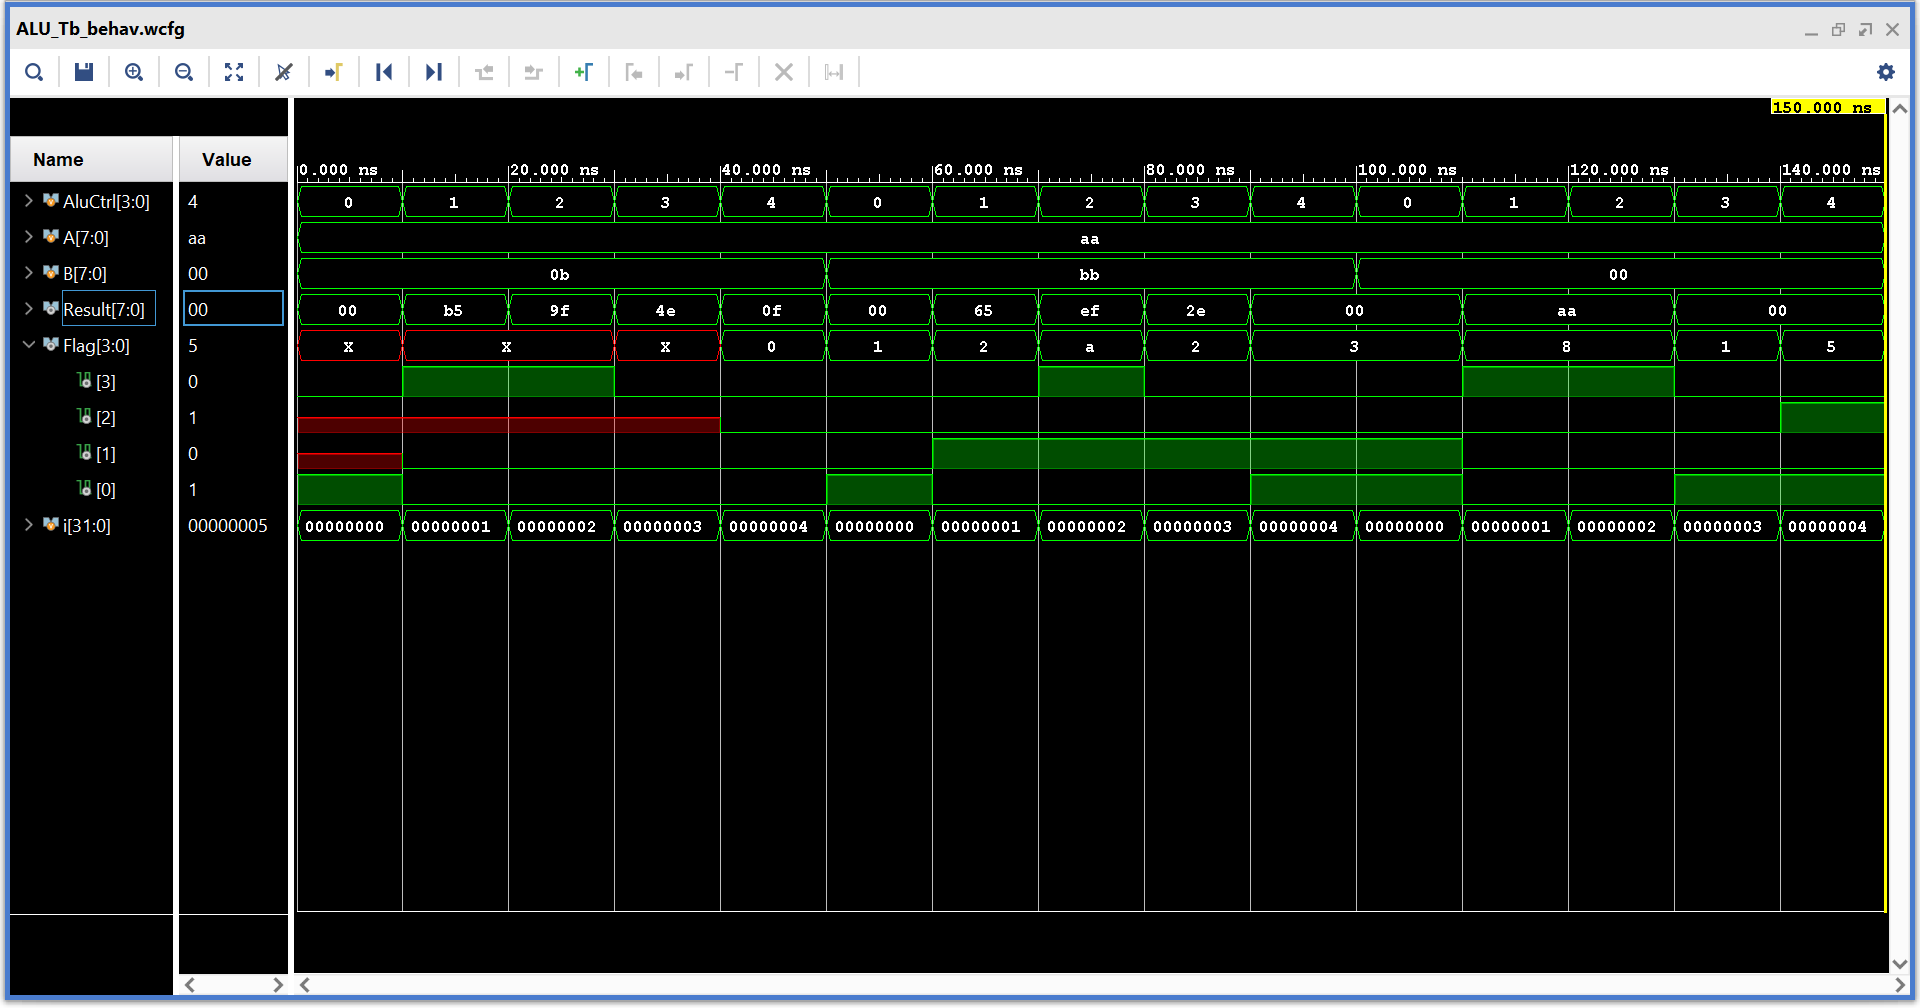 ALU_Tb_behav.wcfg
150.000 ns
Name Value
0.000 ns 20.000 ns 40.000 ns 60.000 ns 80.000 ns 100.000 ns 120.000 ns 140.000 ns
AluCtrl[3:0] 4 0 1 2 3 4 0 1 2 3 4 0 1 2 3 4
A[7:0] aa aa
B[7:0] 00 0b bb 00
Result[7:0] 00 00 b5 9f 4e 0f 00 65 ef 2e 00 aa 00
Flag[3:0] 5 X X X 0 1 2 a 2 3 8 1 5
[3] 0
[2] 1
[1] 0
[0] 1
i[31:0] 00000005 00000000 00000001 00000002 00000003 00000004 00000000 00000001 00000002 00000003 00000004 00000000 00000001 00000002 00000003 00000004